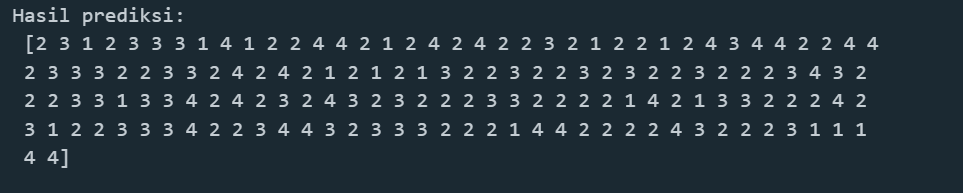 Hasil prediksi:
[2 3 1 2 3 3 3 1 4 1 2 2 4 4 2 1 2 4 2 4 2 2 3 2 1 2 2 1 2 4 3 4 4 2 2 4 4
2 3 3 3 2 2 3 3 2 4 2 4 2 1 2 1 2 1 3 2 2 3 2 2 3 2 3 2 2 3 2 2 2 3 4 3 2
2 2 3 3 1 3 3 4 2 4 2 3 2 4 3 2 3 2 2 2 3 3 2 2 2 2 1 4 2 1 3 3 2 2 2 4 2
3 1 2 2 3 3 3 4 2 2 3 4 4 3 2 3 3 3 2 2 2 1 4 4 2 2 2 2 4 3 2 2 2 3 1 1 1
4 4]